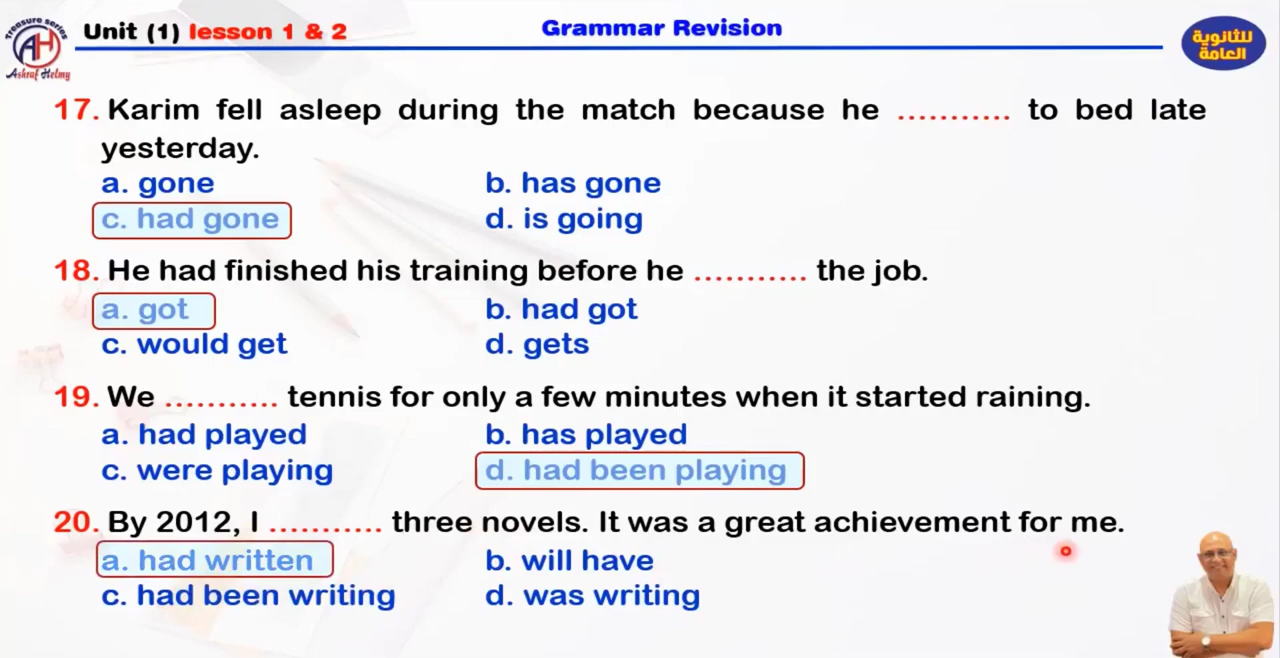 Treasure series
AH
Ashraf Helmy
Unit (1) lesson 1 & 2
Grammar Revision
للثانوية
العامة
17. Karim fell asleep during the match because he ........... to bed late
yesterday.
a. gone b. has gone
c. had gone d. is going
18. He had finished his training before he ........... the job.
a. got b. had got
c. would get d. gets
19. We ........... tennis for only a few minutes when it started raining.
a. had played b. has played
c. were playing d. had been playing
20. By 2012, I ........... three novels. It was a great achievement for me.
a. had written b. will have
c. had been writing d. was writing